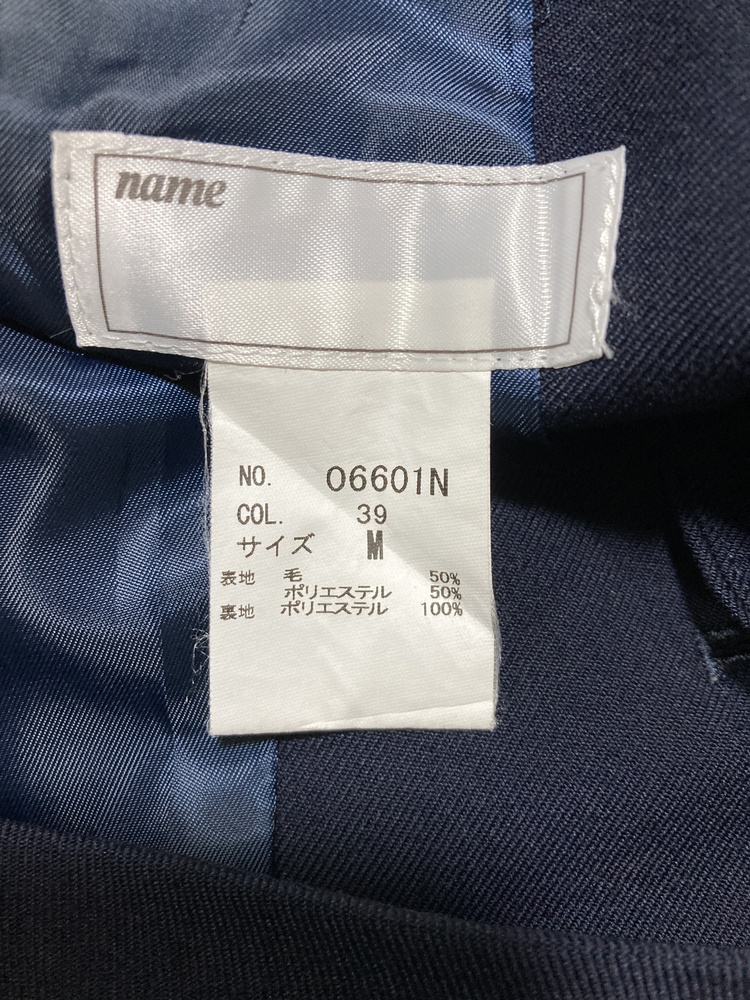 name
NO. 06601N
COL. 39
サイズ M
表地 毛 50%
ポリエステル 50%
裏地 ポリエステル 100%